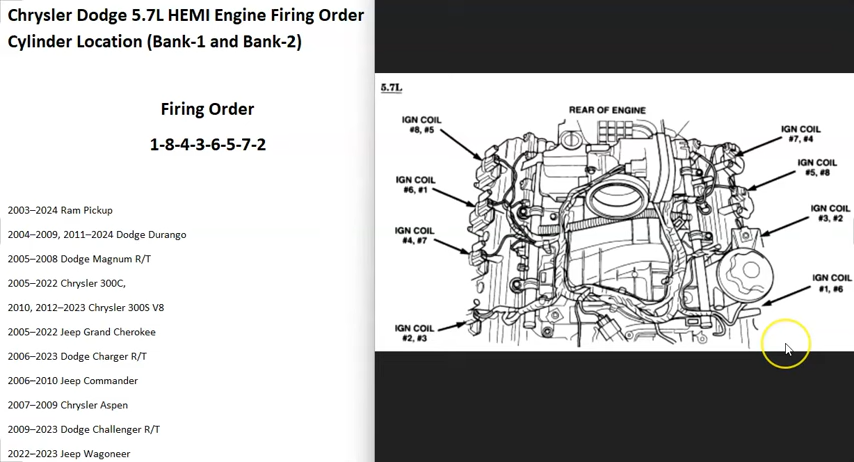 Chrysler Dodge 5.7L HEMI Engine Firing Order
Cylinder Location (Bank-1 and Bank-2)
Firing Order
1-8-4-3-6-5-7-2
2003–2024 Ram Pickup
2004–2009, 2011–2024 Dodge Durango
2005–2008 Dodge Magnum R/T
2005–2022 Chrysler 300C,
2010, 2012–2023 Chrysler 300S V8
2005–2022 Jeep Grand Cherokee
2006–2023 Dodge Charger R/T
2006–2010 Jeep Commander
2007–2009 Chrysler Aspen
2009–2023 Dodge Challenger R/T
2022–2023 Jeep Wagoneer
5.7L
REAR OF ENGINE
IGN COIL
#8, #5
IGN COIL
#6, #1
IGN COIL
#4, #7
IGN COIL
#2, #3
IGN COIL
#7, #4
IGN COIL
#5, #8
IGN COIL
#3, #2
IGN COIL
#1, #6